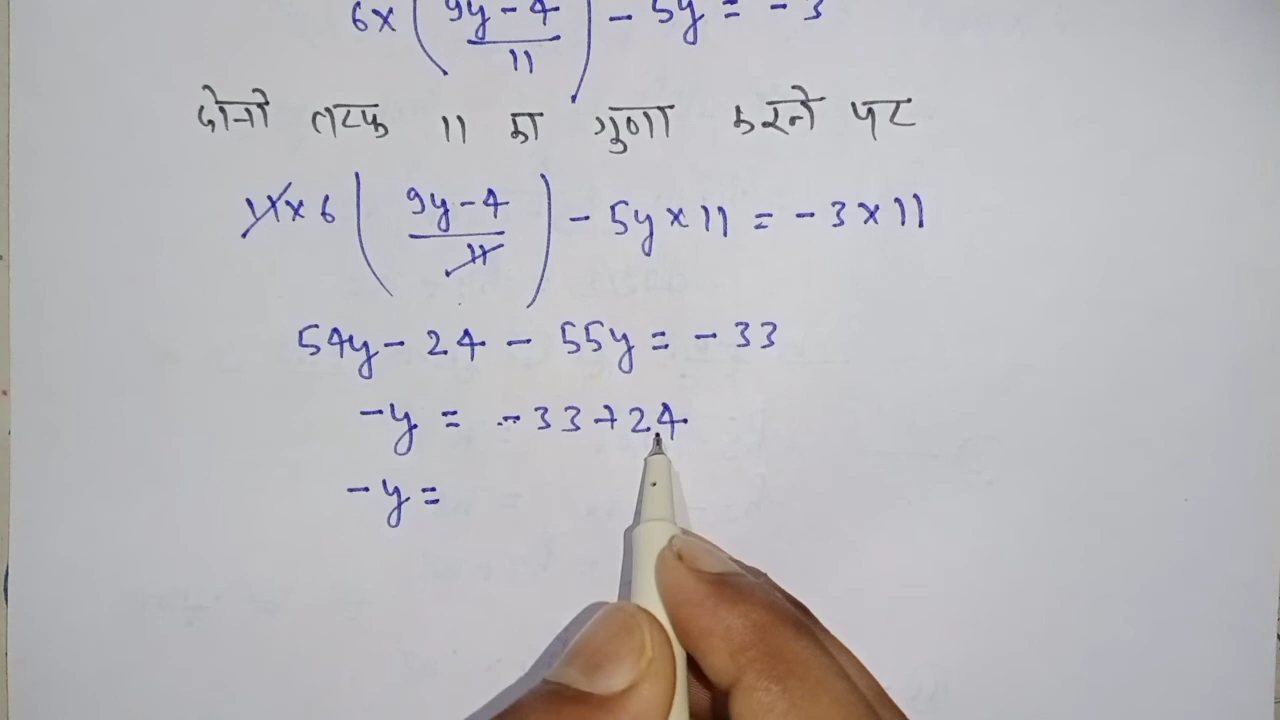 6 × ( 9y - 4 / 11 ) - 5y = - 3
दोनो तरफ 11 का गुणा करने पर
11 × 6 ( 9y - 4 / 11 ) - 5y × 11 = - 3 × 11
54y - 24 - 55y = - 33
-y = - 33 + 24
-y =